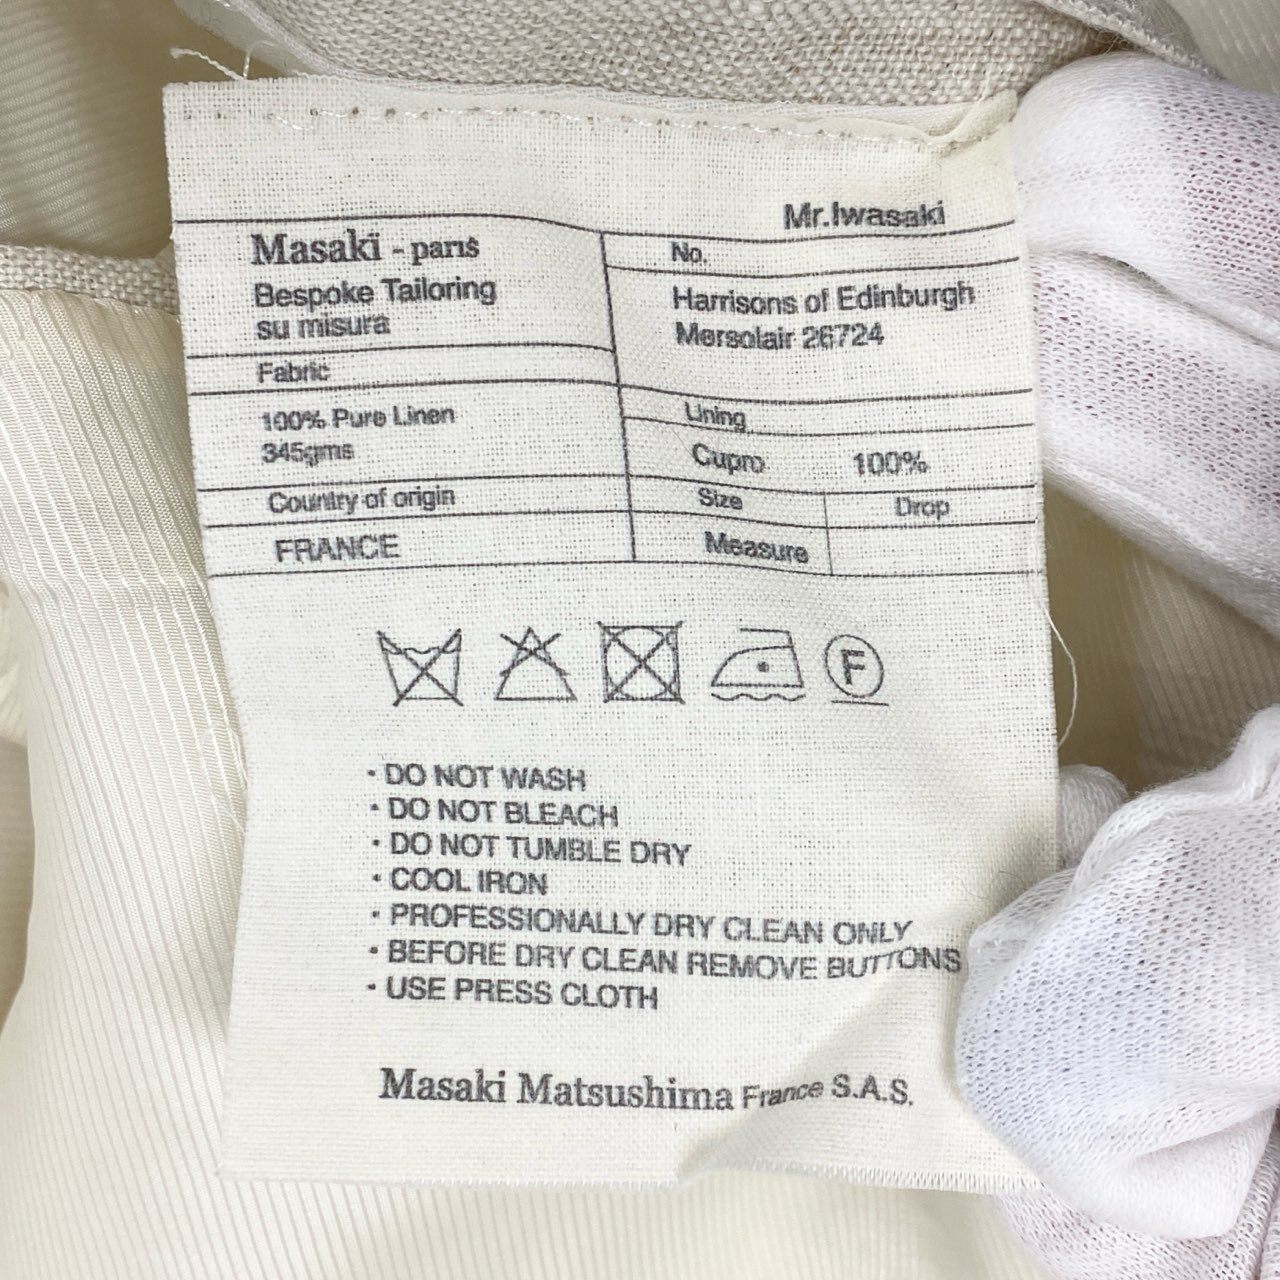 Mr.Iwasaki
Masaki - paris
Bespoke Tailoring
su misura
No.
Harrisons of Edinburgh
Mersolair 26724
Fabric
100% Pure Linen
345gms
Lining
Cupro 100%
Country of origin
FRANCE
Size Drop
Measure
F
· DO NOT WASH
· DO NOT BLEACH
· DO NOT TUMBLE DRY
· COOL IRON
· PROFESSIONALLY DRY CLEAN ONLY
· BEFORE DRY CLEAN REMOVE BUTTONS
· USE PRESS CLOTH
Masaki Matsushima France S.A.S.